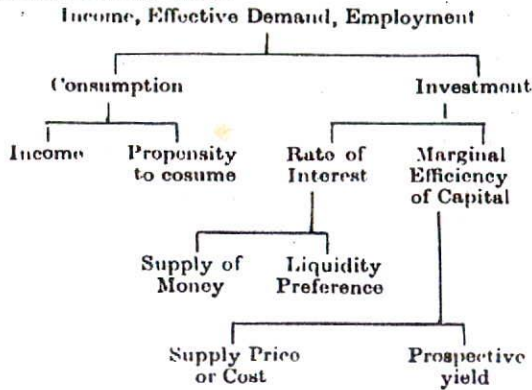 Income, Effective Demand, Employment
Consumption Investment
Income Propensity to cosume Rate of Interest Marginal Efficiency of Capital
Supply of Money Liquidity Preference
Supply Price or Cost Prospective yield